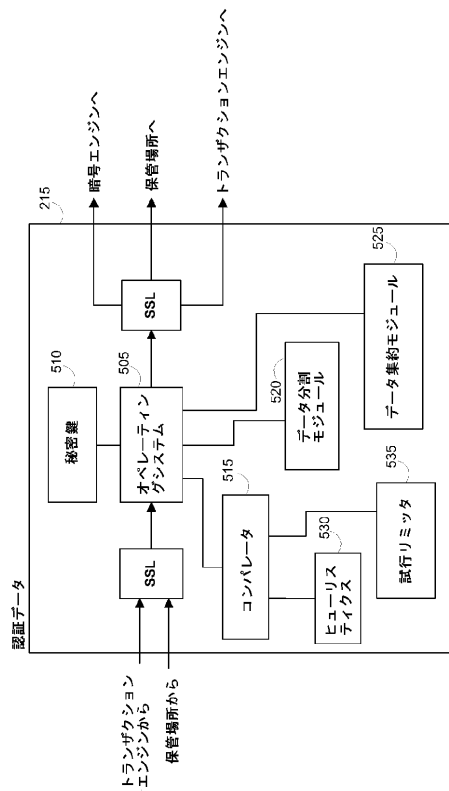 認証データ
215
トランザクション
エンジンから
保管場所から
SSL
秘密鍵
510
オペレーティン
グシステム
505
SSL
暗号エンジンへ
保管場所へ
トランザクションエンジンへ
コンパレータ
515
データ分割
モジュール
520
データ集約モジュール
525
ヒューリス
ティクス
530
試行リミッタ
535